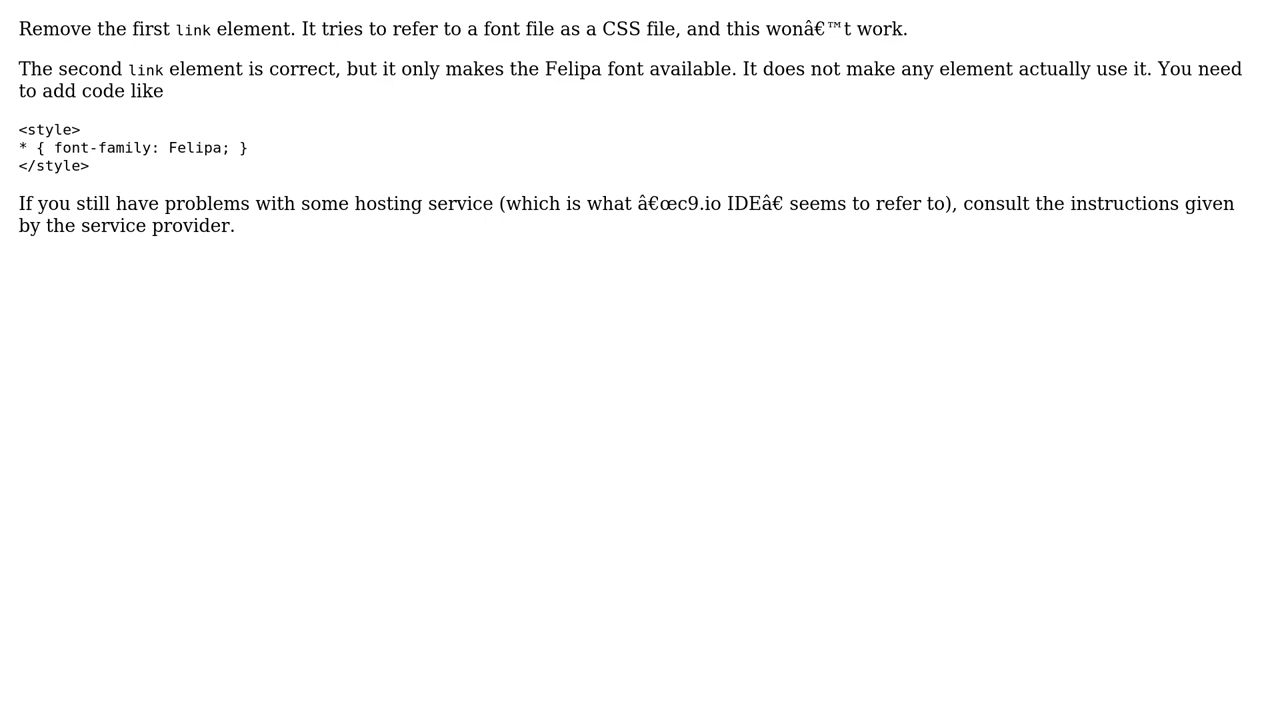 Remove the first link element. It tries to refer to a font file as a CSS file, and this wonâ€™t work.
The second link element is correct, but it only makes the Felipa font available. It does not make any element actually use it. You need
to add code like
<style>
* { font-family: Felipa; }
</style>
If you still have problems with some hosting service (which is what â€œc9.io IDEâ€ seems to refer to), consult the instructions given
by the service provider.